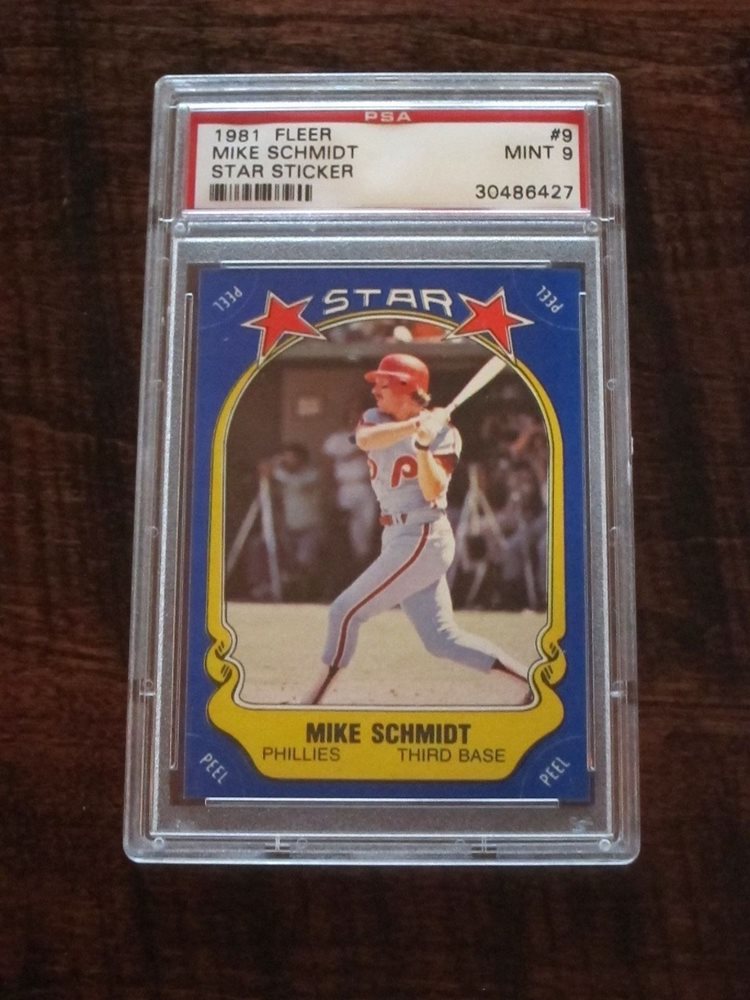 PSA
1981 FLEER #9
MIKE SCHMIDT MINT 9
STAR STICKER
30486427
PEEL STAR PEEL
P
MIKE SCHMIDT
PHILLIES THIRD BASE
PEEL PEEL